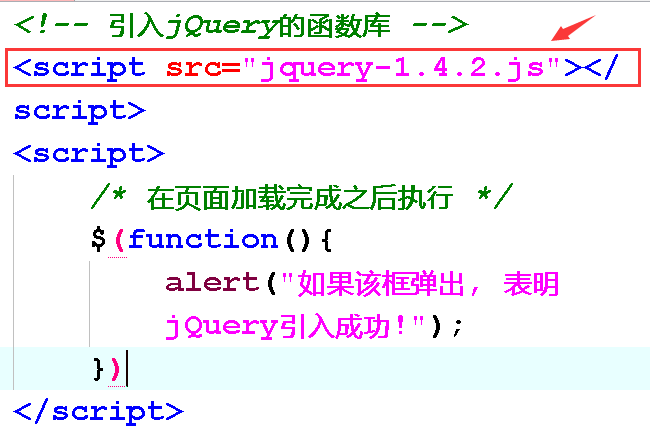 <!-- 引入jQuery的函数库 -->
<script src="jquery-1.4.2.js"></
script>
<script>
/* 在页面加载完成之后执行 */
$(function(){
alert("如果该框弹出, 表明
jQuery引入成功!");
})
</script>